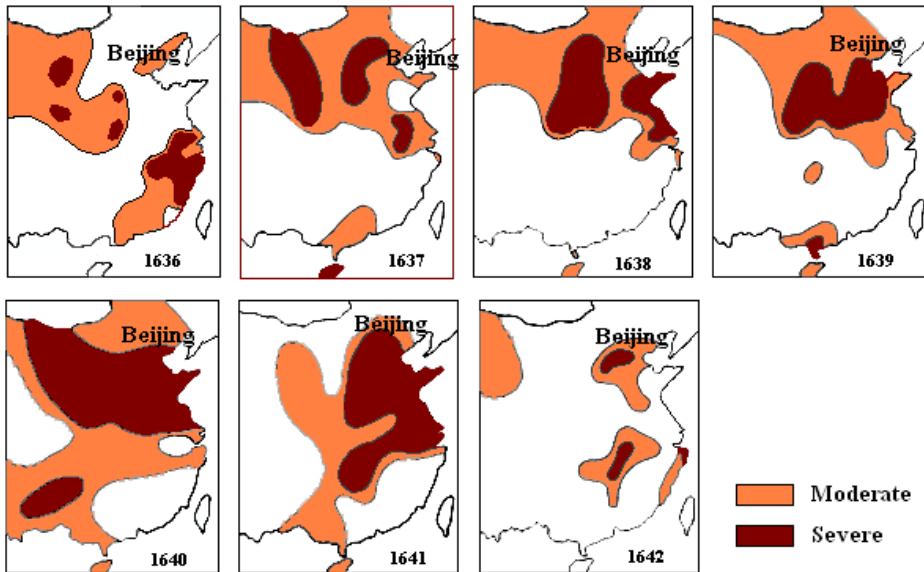 Beijing
1636
Beijing
1637
Beijing
1638
Beijing
1639
Beijing
1640
Beijing
1641
Beijing
1642
Moderate
Severe